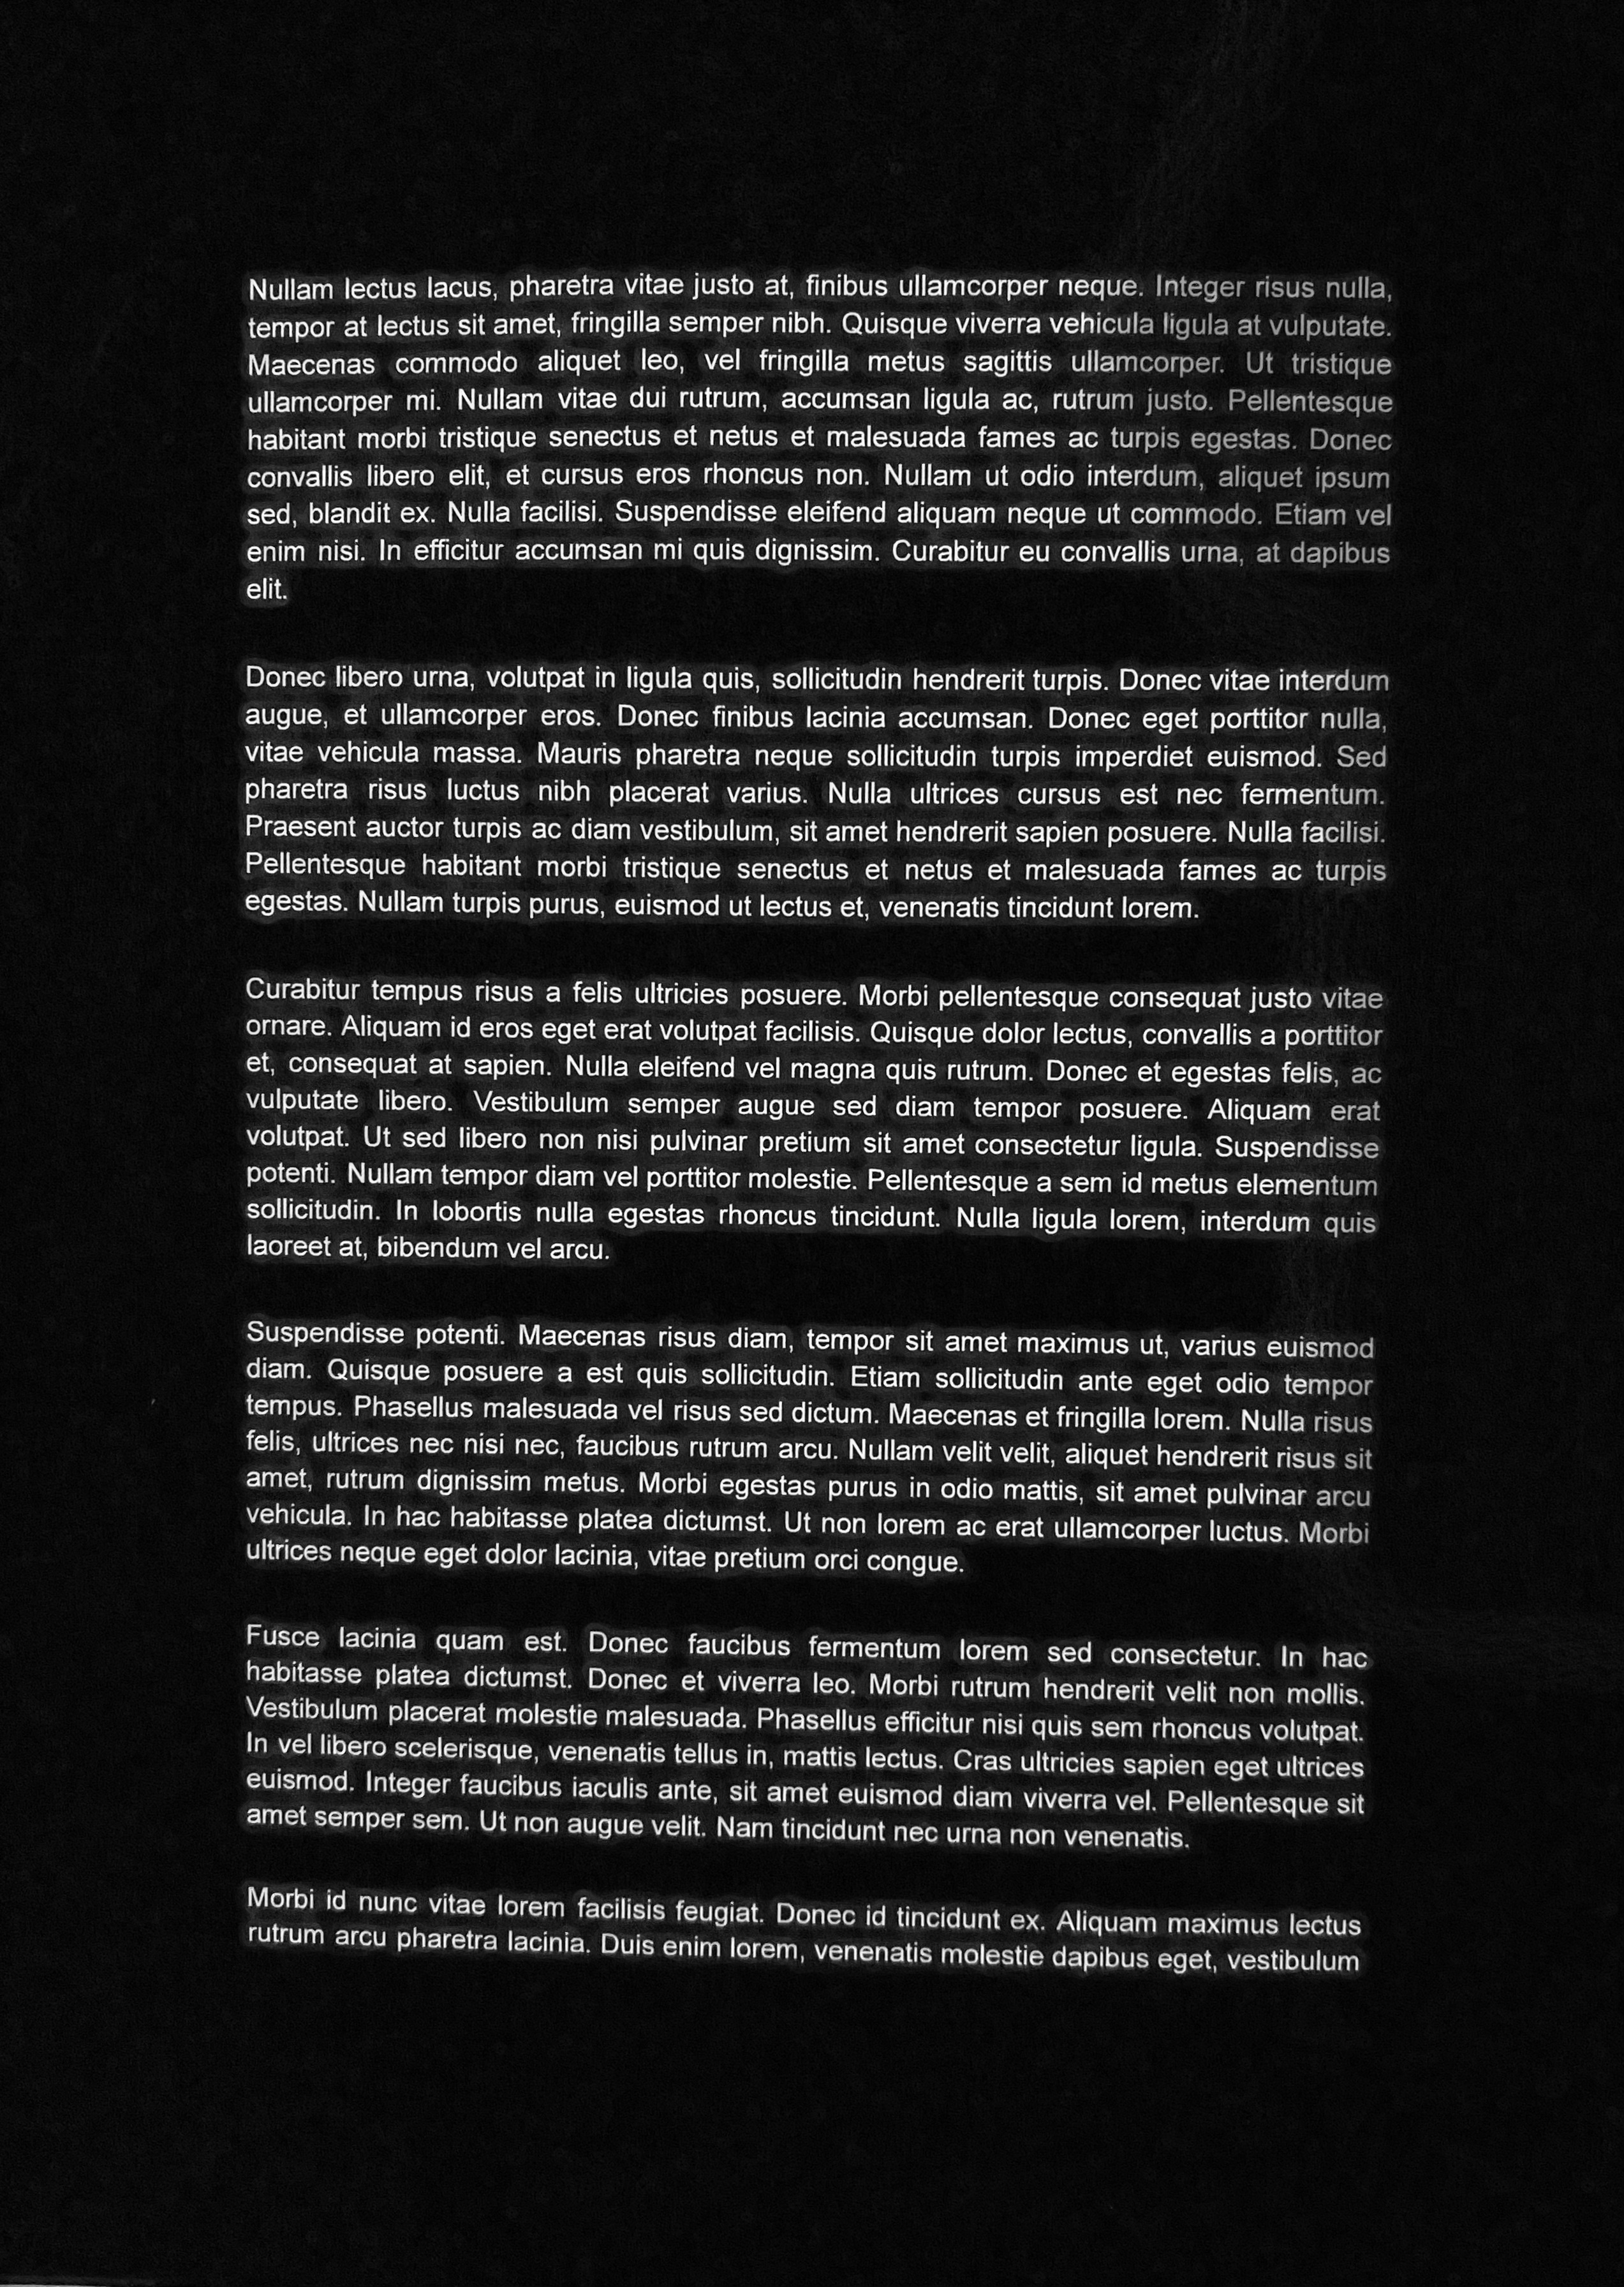 Nullam lectus lacus, pharetra vitae justo at, finibus ullamcorper neque. Integer risus nulla,
tempor at lectus sit amet, fringilla semper nibh. Quisque viverra vehicula ligula at vulputate.
Maecenas commodo aliquet leo, vel fringilla metus sagittis ullamcorper. Ut tristique
ullamcorper mi. Nullam vitae dui rutrum, accumsan ligula ac, rutrum justo. Pellentesque
habitant morbi tristique senectus et netus et malesuada fames ac turpis egestas. Donec
convallis libero elit, et cursus eros rhoncus non. Nullam ut odio interdum, aliquet ipsum
sed, blandit ex. Nulla facilisi. Suspendisse eleifend aliquam neque ut commodo. Etiam vel
enim nisi. In efficitur accumsan mi quis dignissim. Curabitur eu convallis urna, at dapibus
elit.
Donec libero urna, volutpat in ligula quis, sollicitudin hendrerit turpis. Donec vitae interdum
augue, et ullamcorper eros. Donec finibus lacinia accumsan. Donec eget porttitor nulla,
vitae vehicula massa. Mauris pharetra neque sollicitudin turpis imperdiet euismod. Sed
pharetra risus luctus nibh placerat varius. Nulla ultrices cursus est nec fermentum.
Praesent auctor turpis ac diam vestibulum, sit amet hendrerit sapien posuere. Nulla facilisi.
Pellentesque habitant morbi tristique senectus et netus et malesuada fames ac turpis
egestas. Nullam turpis purus, euismod ut lectus et, venenatis tincidunt lorem.
Curabitur tempus risus a felis ultricies posuere. Morbi pellentesque consequat justo vitae
ornare. Aliquam id eros eget erat volutpat facilisis. Quisque dolor lectus, convallis a porttitor
et, consequat at sapien. Nulla eleifend vel magna quis rutrum. Donec et egestas felis, ac
vulputate libero. Vestibulum semper augue sed diam tempor posuere. Aliquam erat
volutpat. Ut sed libero non nisi pulvinar pretium sit amet consectetur ligula. Suspendisse
potenti. Nullam tempor diam vel porttitor molestie. Pellentesque a sem id metus elementum
sollicitudin. In lobortis nulla egestas rhoncus tincidunt. Nulla ligula lorem, interdum quis
laoreet at, bibendum vel arcu.
Suspendisse potenti. Maecenas risus diam, tempor sit amet maximus ut, varius euismod
diam. Quisque posuere a est quis sollicitudin. Etiam sollicitudin ante eget odio tempor
tempus. Phasellus malesuada vel risus sed dictum. Maecenas et fringilla lorem. Nulla risus
felis, ultrices nec nisi nec, faucibus rutrum arcu. Nullam velit velit, aliquet hendrerit risus sit
amet, rutrum dignissim metus. Morbi egestas purus in odio mattis, sit amet pulvinar arcu
vehicula. In hac habitasse platea dictumst. Ut non lorem ac erat ullamcorper luctus. Morbi
ultrices neque eget dolor lacinia, vitae pretium orci congue.
Fusce lacinia quam est. Donec faucibus fermentum lorem sed consectetur. In hac
habitasse platea dictumst. Donec et viverra leo. Morbi rutrum hendrerit velit non mollis.
Vestibulum placerat molestie malesuada. Phasellus efficitur nisi quis sem rhoncus volutpat.
In vel libero scelerisque, venenatis tellus in, mattis lectus. Cras ultricies sapien eget ultrices
euismod. Integer faucibus iaculis ante, sit amet euismod diam viverra vel. Pellentesque sit
amet semper sem. Ut non augue velit. Nam tincidunt nec urna non venenatis.
Morbi id nunc vitae lorem facilisis feugiat. Donec id tincidunt ex. Aliquam maximus lectus
rutrum arcu pharetra lacinia. Duis enim lorem, venenatis molestie dapibus eget, vestibulum